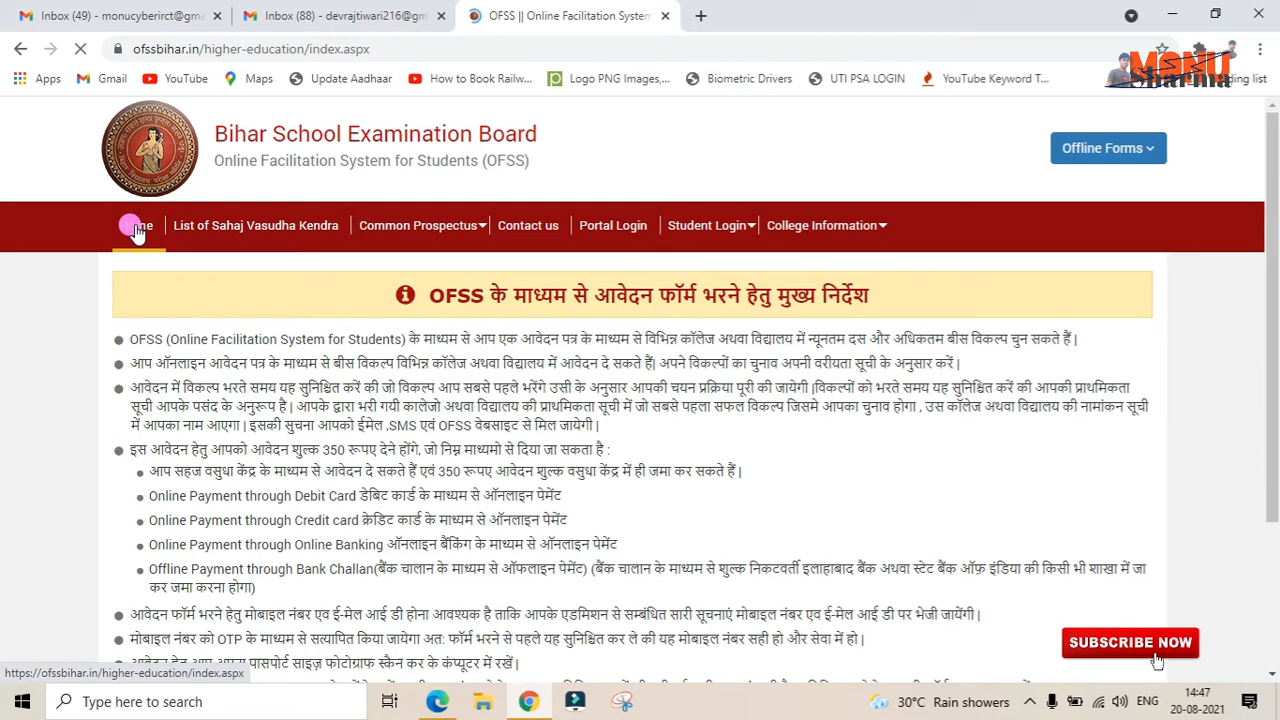 Inbox (49) - monucyberirct@gma
Inbox (88) - devrajtiwari216@gm
OFSS || Online Facilitation System
ofssbihar.in/higher-education/index.aspx
Apps
Gmail
YouTube
Maps
Update Aadhaar
How to Book Railw...
Logo PNG Images,...
Biometric Drivers
UTI PSA LOGIN
YouTube Keyword T...
MONU
Sharma
Bihar School Examination Board
Online Facilitation System for Students (OFSS)
Offline Forms
List of Sahaj Vasudha Kendra
Common Prospectus
Contact us
Portal Login
Student Login
College Information
OFSS के माध्यम से आवेदन फॉर्म भरने हेतु मुख्य निर्देश
OFSS (Online Facilitation System for Students) के माध्यम से आप एक आवेदन पत्र के माध्यम से विभिन्न कॉलेज अथवा विद्यालय में न्यूनतम दस और अधिकतम बीस विकल्प चुन सकते हैं |
आप ऑनलाइन आवेदन पत्र के माध्यम से बीस विकल्प विभिन्न कॉलेज अथवा विद्यालय में आवेदन दे सकते हैं| अपने विकल्पों का चुनाव अपनी वरीयता सूची के अनुसार करें |
आवेदन में विकल्प भरते समय यह सुनिश्चित करें की जो विकल्प आप सबसे पहले भरेंगे उसी के अनुसार आपकी चयन प्रक्रिया पूरी की जायेगी |विकल्पों को भरते समय यह सुनिश्चित करें की आपकी प्राथमिकता
सूची आपके पसंद के अनुरूप है | आपके द्वारा भरी गयी कालेजो अथवा विद्यालय की प्राथमिकता सूची में जो सबसे पहला सफल विकल्प जिसमे आपका चुनाव होगा , उस कॉलेज अथवा विद्यालय की नामांकन सूची
में आपका नाम आएगा | इसकी सुचना आपको ईमेल ,SMS एवं OFSS वेबसाइट से मिल जायेगी |
इस आवेदन हेतु आपको आवेदन शुल्क 350 रूपए देने होंगे, जो निम्न माध्यमो से दिया जा सकता है :
आप सहज वसुधा केंद्र के माध्यम से आवेदन दे सकते हैं एवं 350 रूपए आवेदन शुल्क वसुधा केंद्र में ही जमा कर सकते हैं |
Online Payment through Debit Card डेबिट कार्ड के माध्यम से ऑनलाइन पेमेंट
Online Payment through Credit card क्रेडिट कार्ड के माध्यम से ऑनलाइन पेमेंट
Online Payment through Online Banking ऑनलाइन बैंकिंग के माध्यम से ऑनलाइन पेमेंट
Offline Payment through Bank Challan(बैंक चालान के माध्यम से ऑफलाइन पेमेंट) (बैंक चालान के माध्यम से शुल्क निकटवर्ती इलाहाबाद बैंक अथवा स्टेट बैंक ऑफ़ इंडिया की किसी भी शाखा में जा
कर जमा करना होगा)
आवेदन फॉर्म भरने हेतु मोबाइल नंबर एव ई-मेल आई डी होना आवश्यक है ताकि आपके एडमिशन से सम्बंधित सारी सूचनाएं मोबाइल नंबर एव ई-मेल आई डी पर भेजी जायेंगी |
मोबाइल नंबर को OTP के माध्यम से सत्यापित किया जायेगा अत: फॉर्म भरने से पहले यह सुनिश्चित कर ले की यह मोबाइल नंबर सही हो और सेवा में हो |
पासपोर्ट साइज़ फोटोग्राफ स्कैन कर के कंप्यूटर में रखें |
SUBSCRIBE NOW
https://ofssbihar.in/higher-education/index.aspx
Type here to search
30°C Rain showers
ENG
14:47
20-08-2021